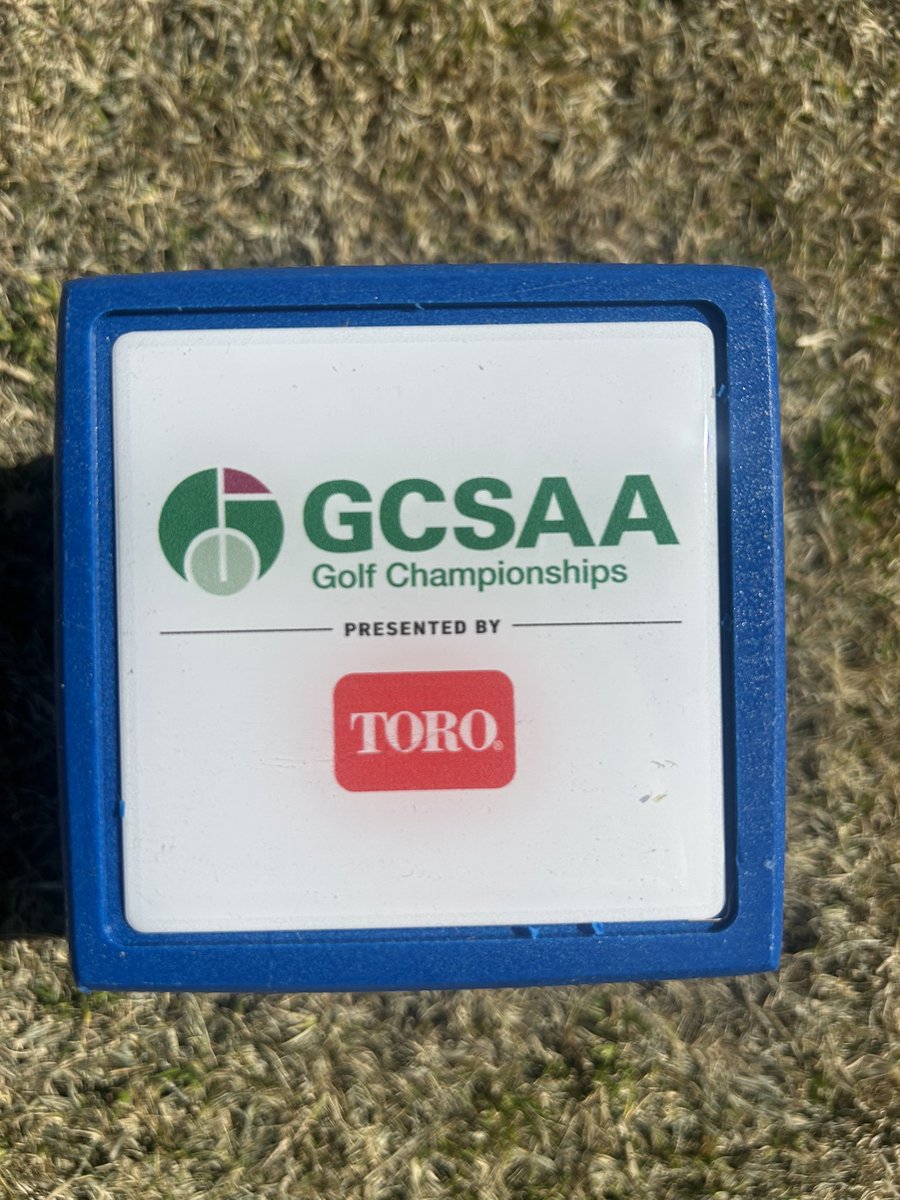 GCSAA
Golf Championships
PRESENTED BY
TORO®